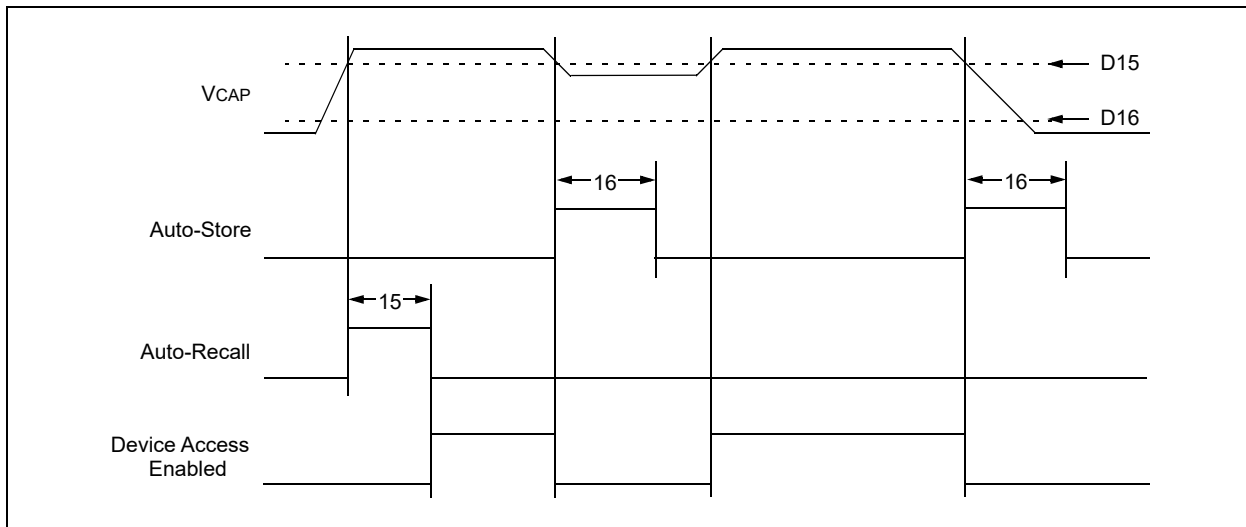 D15
VCAP
D16
16
16
Auto-Store
15
Auto-Recall
Device Access
Enabled